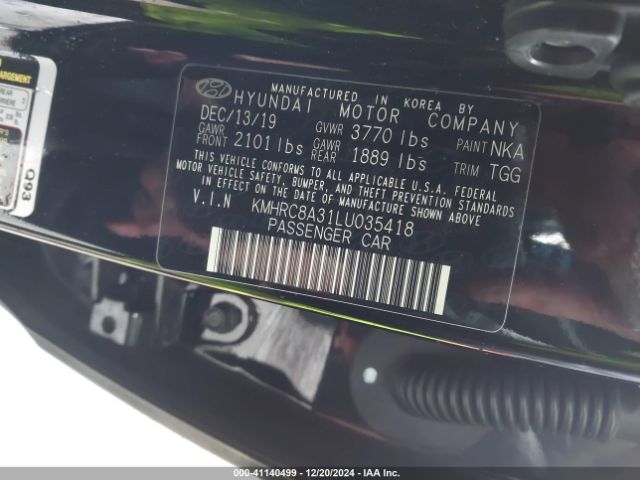 MANUFACTURED IN KOREA BY
HYUNDAI MOTOR COMPANY
DEC/13/19 GVWR 3770 lbs PAINT NKA
GAWR FRONT 2101 lbs GAWR REAR 1889 lbs TRIM TGG
THIS VEHICLE CONFORMS TO ALL APPLICABLE U.S.A. FEDERAL
MOTOR VEHICLE SAFETY, BUMPER, AND THEFT PREVENTION STANDARDS
IN EFFECT ON THE DATE OF MANUFACTURE SHOWN ABOVE
V.I.N KMHRC8A31LU035418
PASSENGER CAR
Q93
000-41140499 - 12/20/2024 - IAAI.COM